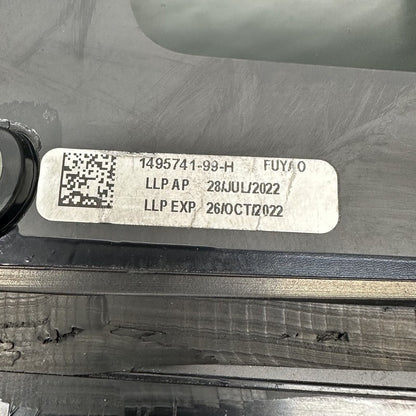 1495741-99-H FUYAO
LLP AP 28/JUL/2022
LLP EXP 26/OCT/2022